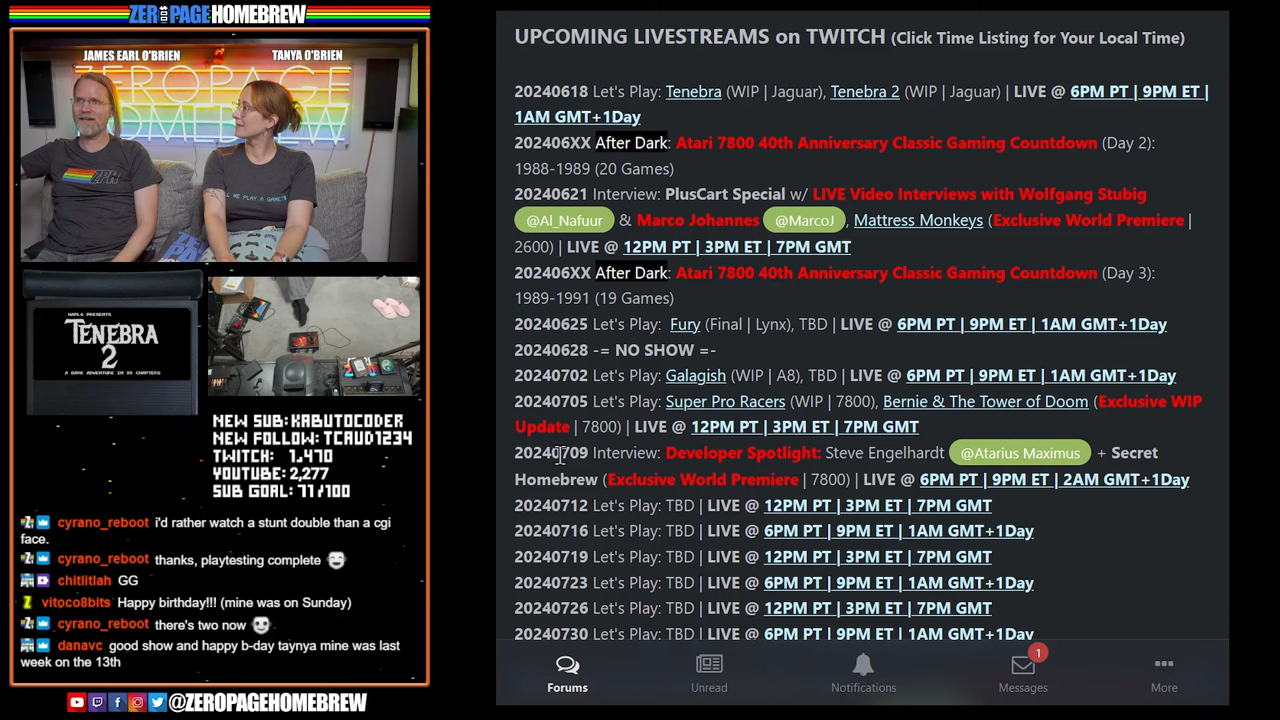 ZEROPAGEHOMEBREW
JAMES EARL O'BRIEN
TANYA O'BRIEN
ZEROPAGE
HOMEBREW
ZPH
HAPLO PRESENTS
TENEBRA
2
A DARK ADVENTURE IN 35 CHAPTERS
NEW SUB: KABUTOCODER
NEW FOLLOW: TCAUD1234
TWITCH: 1,470
YOUTUBE: 2,277
SUB GOAL: 71/100
cyrano_reboot i'd rather watch a stunt double than a cgi
face.
cyrano_reboot thanks, playtesting complete
chitlitlah GG
vitoco8bits Happy birthday!!! (mine was on Sunday)
cyrano_reboot there's two now
danavc good show and happy b-day taynya mine was last
week on the 13th
@ZEROPAGEHOMEBREW
UPCOMING LIVESTREAMS on TWITCH (Click Time Listing for Your Local Time)
20240618 Let's Play: Tenebra (WIP | Jaguar), Tenebra 2 (WIP | Jaguar) | LIVE @ 6PM PT | 9PM ET |
1AM GMT+1Day
202406XX After Dark: Atari 7800 40th Anniversary Classic Gaming Countdown (Day 2):
1988-1989 (20 Games)
20240621 Interview: PlusCart Special w/ LIVE Video Interviews with Wolfgang Stubig
@Al_Nafuur & Marco Johannes @MarcoJ, Mattress Monkeys (Exclusive World Premiere |
2600) | LIVE @ 12PM PT | 3PM ET | 7PM GMT
202406XX After Dark: Atari 7800 40th Anniversary Classic Gaming Countdown (Day 3):
1989-1991 (19 Games)
20240625 Let's Play: Fury (Final | Lynx), TBD | LIVE @ 6PM PT | 9PM ET | 1AM GMT+1Day
20240628 -= NO SHOW =-
20240702 Let's Play: Galagish (WIP | A8), TBD | LIVE @ 6PM PT | 9PM ET | 1AM GMT+1Day
20240705 Let's Play: Super Pro Racers (WIP | 7800), Bernie & The Tower of Doom (Exclusive WIP
Update | 7800) | LIVE @ 12PM PT | 3PM ET | 7PM GMT
20240709 Interview: Developer Spotlight: Steve Engelhardt @Atarius Maximus + Secret
Homebrew (Exclusive World Premiere | 7800) | LIVE @ 6PM PT | 9PM ET | 2AM GMT+1Day
20240712 Let's Play: TBD | LIVE @ 12PM PT | 3PM ET | 7PM GMT
20240716 Let's Play: TBD | LIVE @ 6PM PT | 9PM ET | 1AM GMT+1Day
20240719 Let's Play: TBD | LIVE @ 12PM PT | 3PM ET | 7PM GMT
20240723 Let's Play: TBD | LIVE @ 6PM PT | 9PM ET | 1AM GMT+1Day
20240726 Let's Play: TBD | LIVE @ 12PM PT | 3PM ET | 7PM GMT
20240730 Let's Play: TBD | LIVE @ 6PM PT | 9PM ET | 1AM GMT+1Day
1
Forums
Unread
Notifications
Messages
More